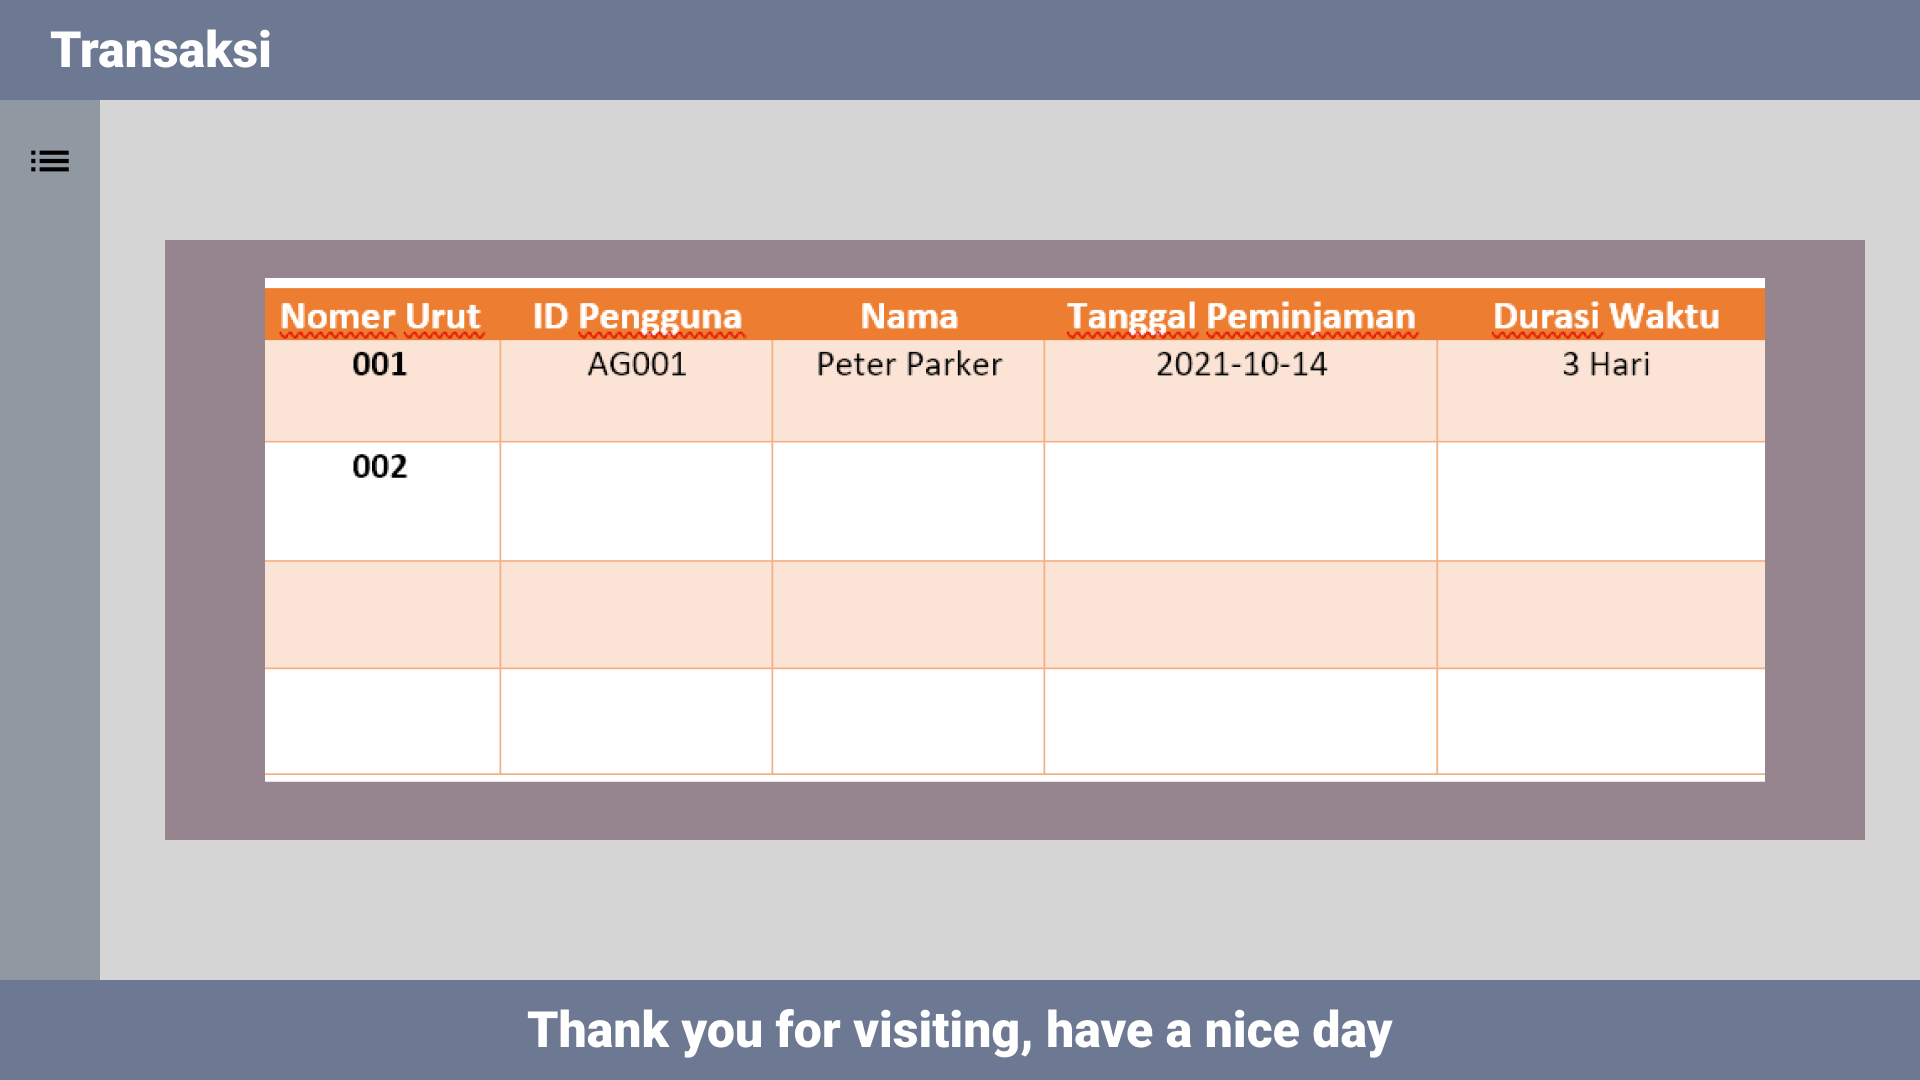 Transaksi
Nomer Urut ID Pengguna Nama Tanggal Peminjaman Durasi Waktu
001 AG001 Peter Parker 2021-10-14 3 Hari
002
Thank you for visiting, have a nice day